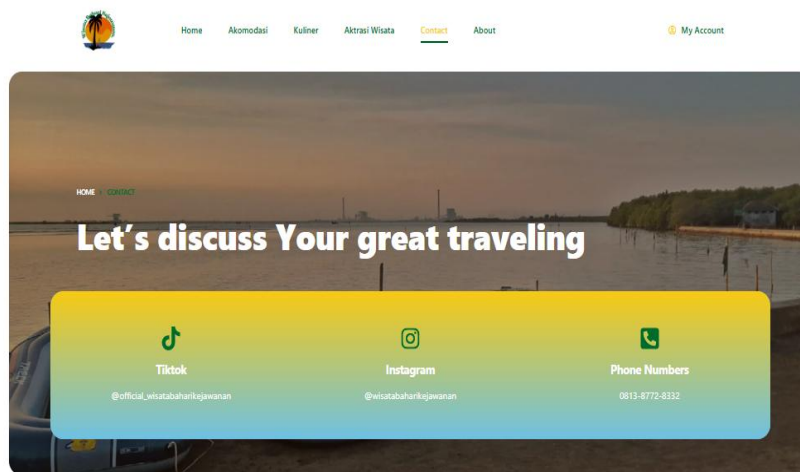 Home Akomodasi Kuliner Aktrasi Wisata Contact About My Account
HOME CONTACT
Let's discuss Your great traveling
Tiktok Instagram Phone Numbers
@official_wisatabaharikejawanan @wisatabaharikejawanan 0813-8772-8332